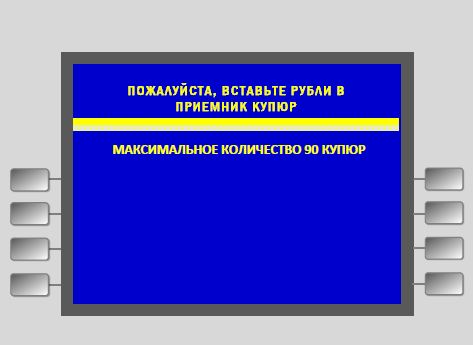 ПОЖАЛУЙСТА, ВСТАВЬТЕ РУБЛИ В
ПРИЕМНИК КУПЮР
МАКСИМАЛЬНОЕ КОЛИЧЕСТВО 90 КУПЮР